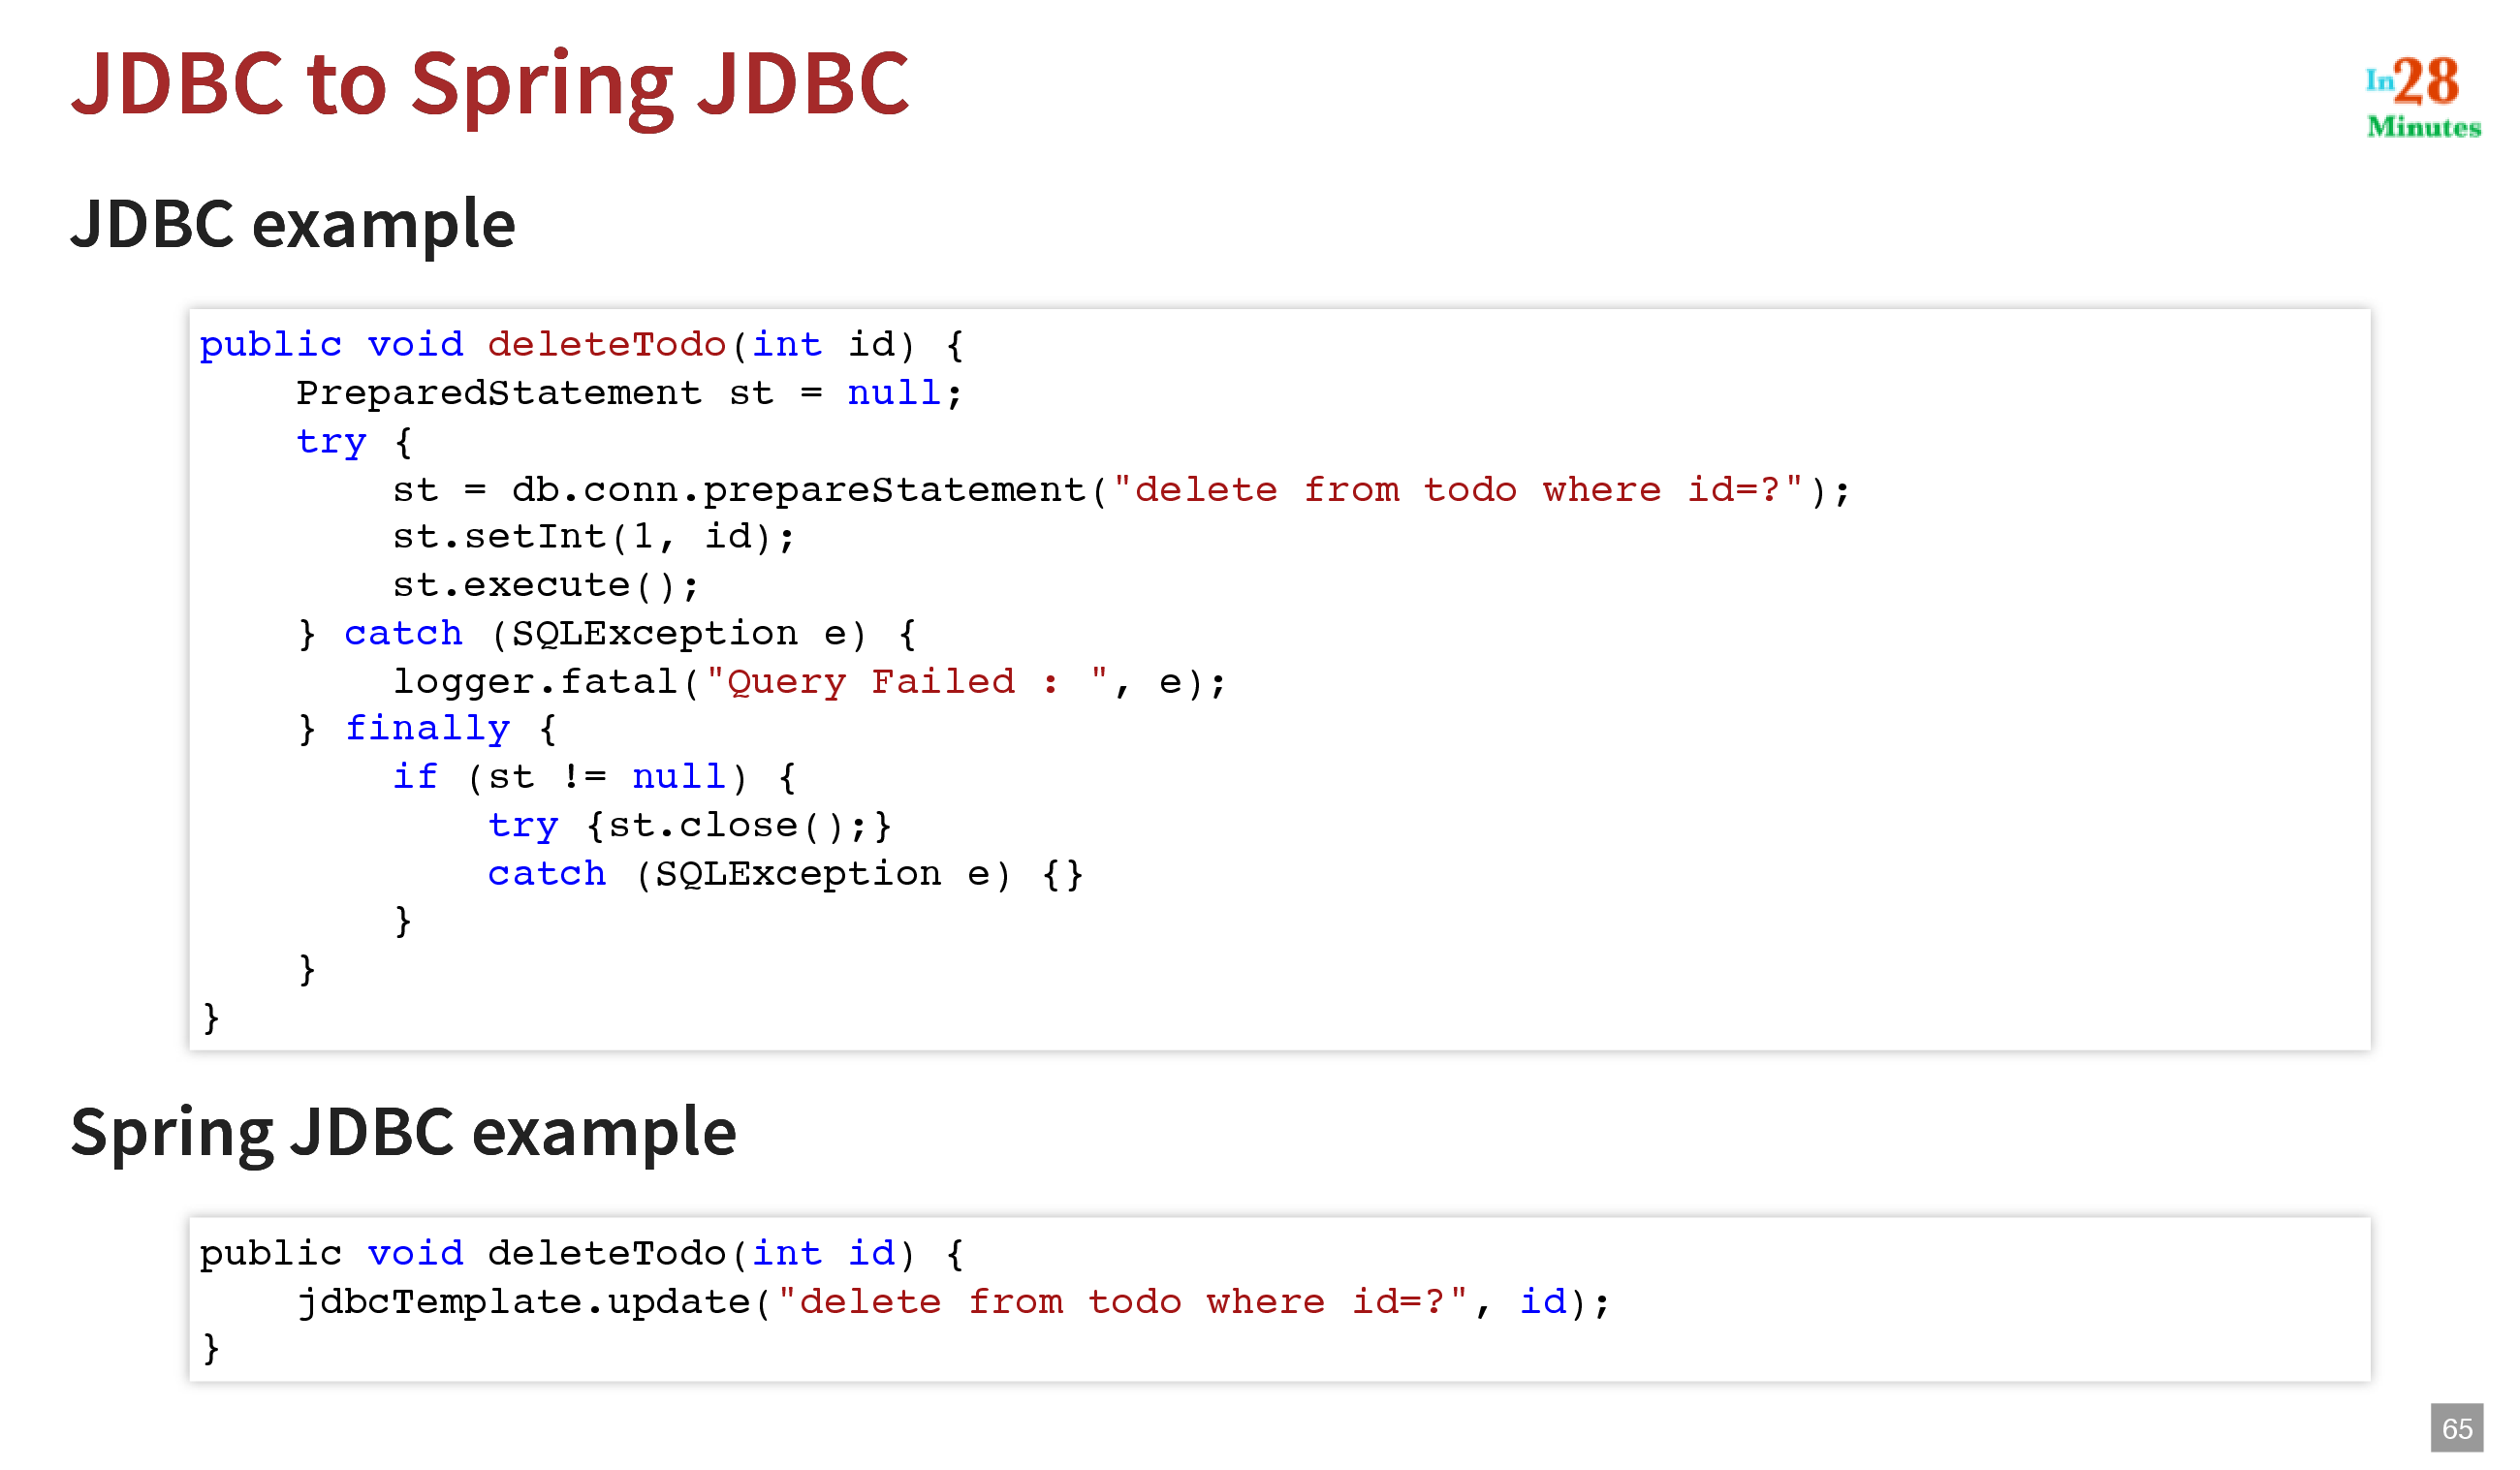 JDBC to Spring JDBC
In28
Minutes
JDBC example
public void deleteTodo(int id) {
    PreparedStatement st = null;
    try {
        st = db.conn.prepareStatement("delete from todo where id=?");
        st.setInt(1, id);
        st.execute();
    } catch (SQLException e) {
        logger.fatal("Query Failed : ", e);
    } finally {
        if (st != null) {
            try {st.close();}
            catch (SQLException e) {}
        }
    }
}
Spring JDBC example
public void deleteTodo(int id) {
    jdbcTemplate.update("delete from todo where id=?", id);
}
65